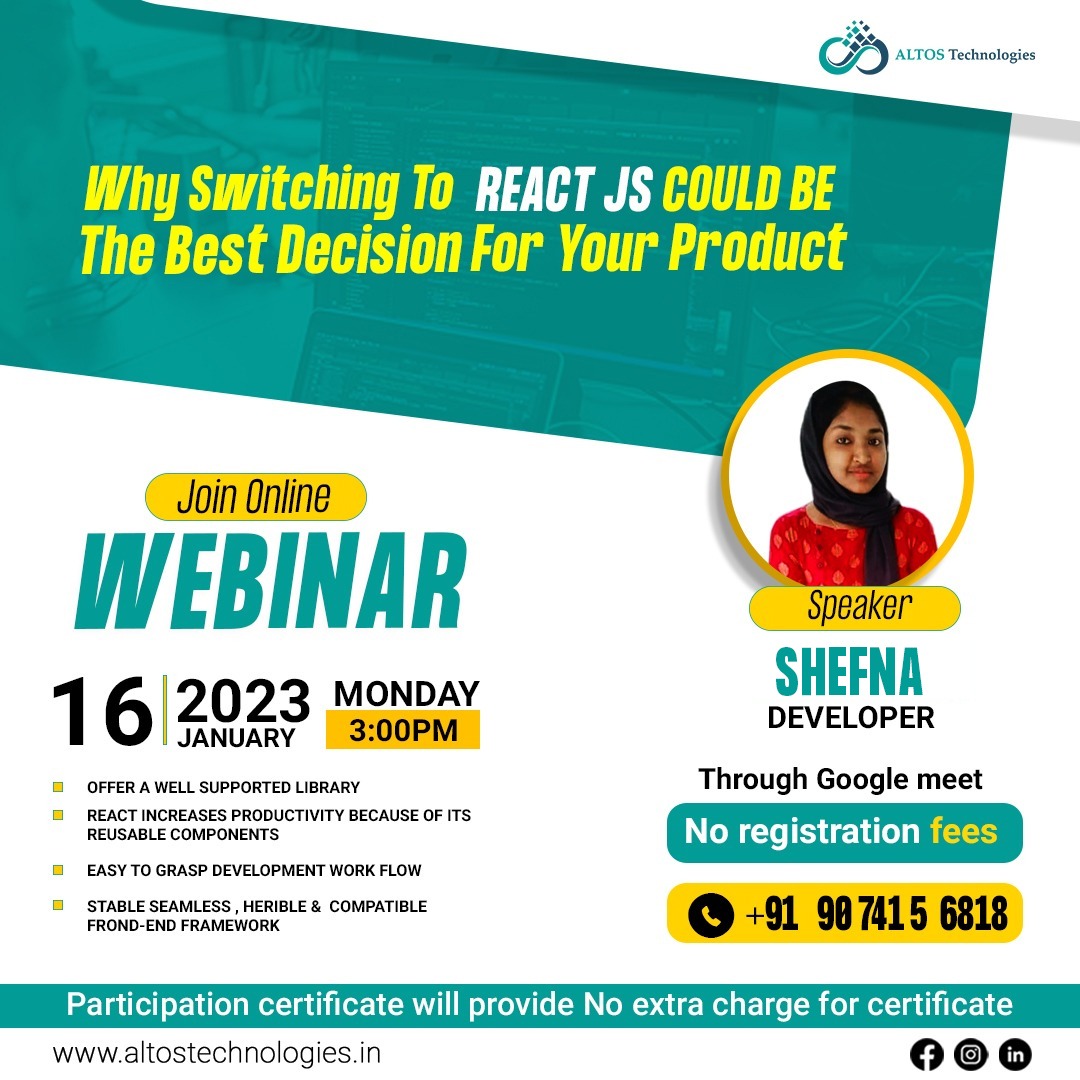 ALTOS Technologies
Why Switching To REACT JS COULD BE
The Best Decision For Your Product
Join Online
WEBINAR
16
2023
JANUARY
MONDAY
3:00PM
OFFER A WELL SUPPORTED LIBRARY
REACT INCREASES PRODUCTIVITY BECAUSE OF ITS
REUSABLE COMPONENTS
EASY TO GRASP DEVELOPMENT WORK FLOW
STABLE SEAMLESS , HERIBLE & COMPATIBLE
FROND-END FRAMEWORK
Speaker
SHEFNA
DEVELOPER
Through Google meet
No registration fees
+91 90 741 5 6818
Participation certificate will provide No extra charge for certificate
www.altostechnologies.in